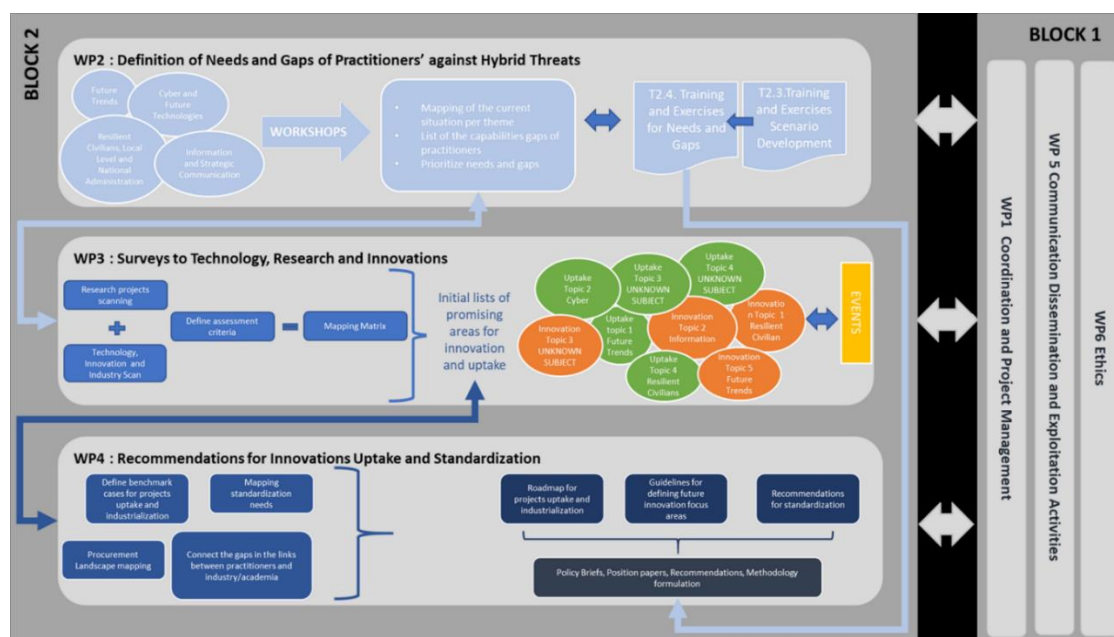 BLOCK 2
WP2 : Definition of Needs and Gaps of Practitioners' against Hybrid Threats
Future
Trends
Cyber and
Future
Technologies
Resilient
Civilians, Local
Level and
National
Administration
Information
and Strategic
Communication
WORKSHOPS
• Mapping of the current
situation per theme
• List of the capabilities gaps of
practitioners
• Prioritize needs and gaps
T2.4. Training
and Exercises
for Needs and
Gaps
T2.3.Training
and Exercises
Scenario
Development
WP3 : Surveys to Technology, Research and Innovations
Research projects
scanning
Technology,
Innovation and
Industry Scan
Define assessment
criteria
Mapping Matrix
Initial lists of
promising
areas for
innovation
and uptake
Uptake
Topic 2
Cyber
Uptake
Topic 3
UNKNOWN
SUBJECT
Uptake
Topic 4
UNKNOWN
SUBJECT
Innovation
Topic 3
UNKNOWN
SUBJECT
Uptake
topic 1
Future
Trends
Innovation
Topic 2
Information
Innovatio
n Topic 1
Resilient
Civilian
Uptake
Topic 4
Resilient
Civilians
Innovation
Topic 5
Future
Trends
EVENTS
WP4 : Recommendations for Innovations Uptake and Standardization
Define benchmark
cases for projects
uptake and
industrialization
Mapping
standardization
needs
Procurement
Landscape mapping
Connect the gaps in the links
between practitioners and
industry/academia
Roadmap for
projects uptake and
industrialization
Guidelines for
defining future
innovation focus
areas
Recommendations
for standardization
Policy Briefs, Position papers, Recommendations, Methodology
formulation
BLOCK 1
WP1 Coordination and Project Management
WP 5 Communication Dissemination and Exploitation Activities
WP6 Ethics